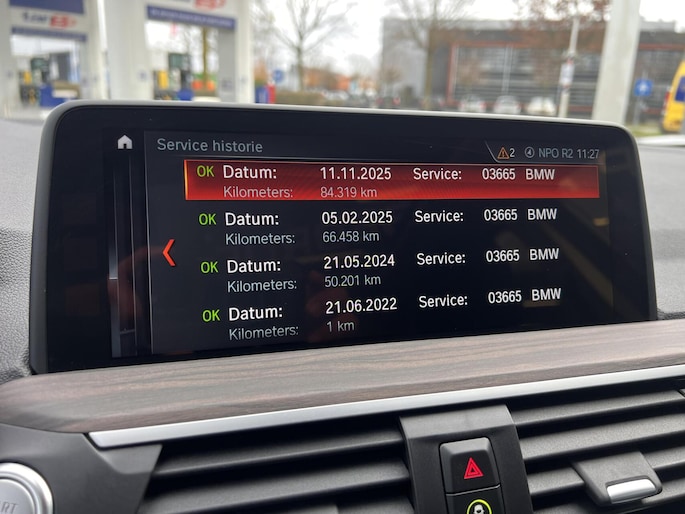 Service historie
2 4 NPO R2 11:27
OK Datum: 11.11.2025 Service: 03665 BMW
Kilometers: 84.319 km
OK Datum: 05.02.2025 Service: 03665 BMW
Kilometers: 66.458 km
OK Datum: 21.05.2024 Service: 03665 BMW
Kilometers: 50.201 km
OK Datum: 21.06.2022 Service: 03665 BMW
Kilometers: 1 km